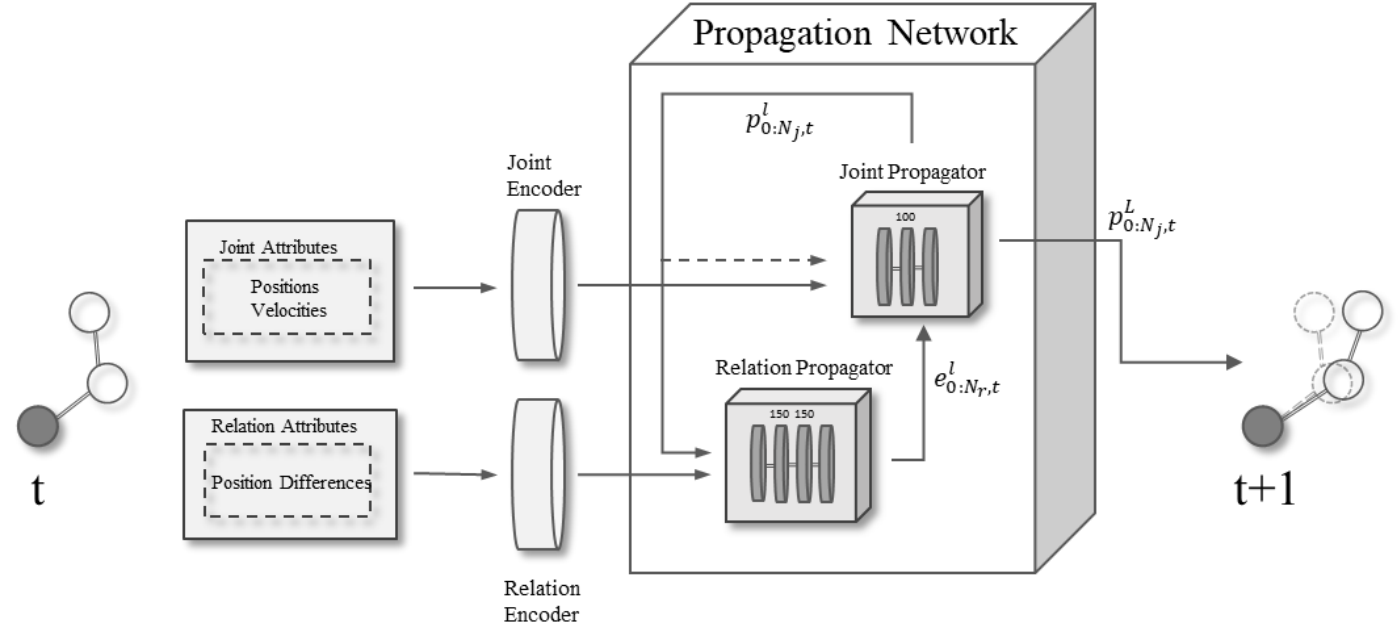 Propagation Network
p^l_{0:N_j,t}
Joint
Encoder
Joint Propagator
100
p^L_{0:N_j,t}
Joint Attributes
Positions
Velocities
Relation Propagator
e^l_{0:N_r,t}
150 150
Relation Attributes
Position Differences
t
t+1
Relation
Encoder